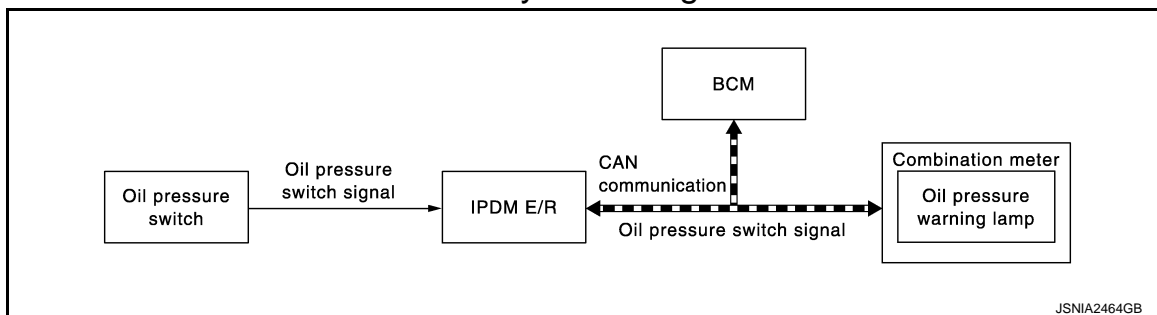 BCM
CAN
communication
Oil pressure
switch signal
Oil pressure
switch
IPDM E/R
Oil pressure switch signal
Combination meter
Oil pressure
warning lamp
JSNIA2464GB